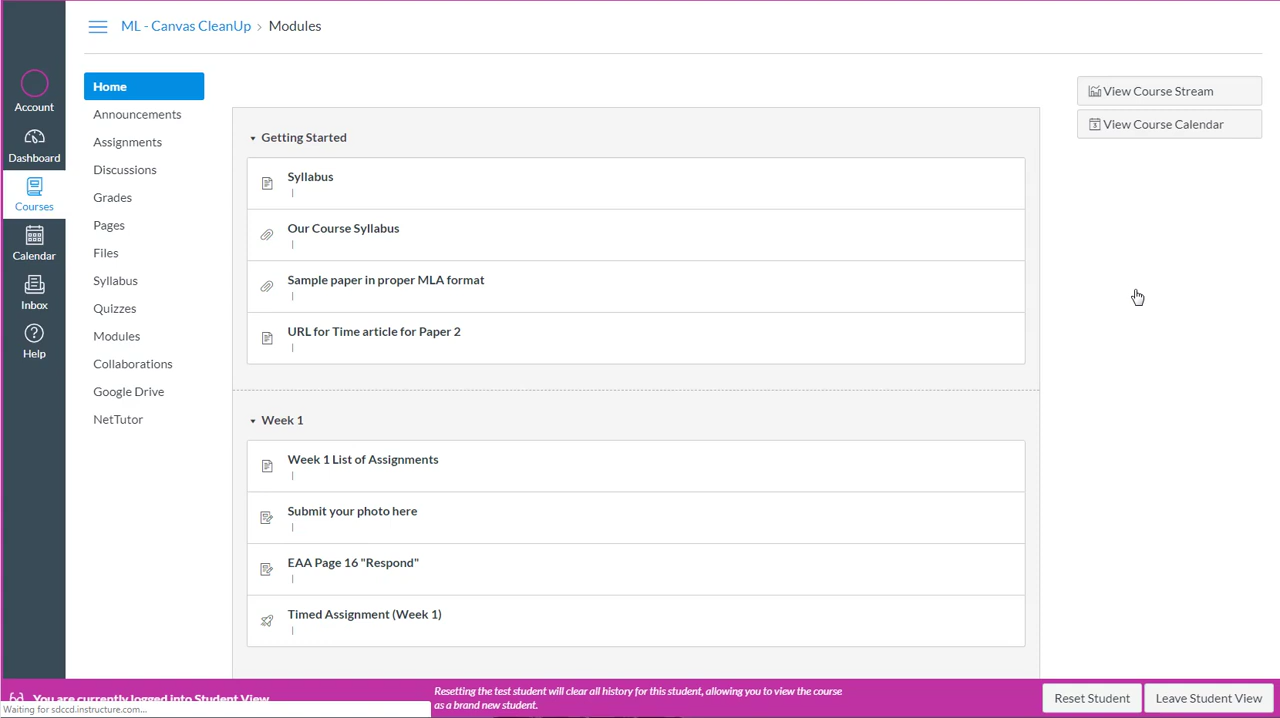 ML - Canvas CleanUp › Modules
Account
Dashboard
Courses
Calendar
Inbox
Help
Home
Announcements
Assignments
Discussions
Grades
Pages
Files
Syllabus
Quizzes
Modules
Collaborations
Google Drive
NetTutor
Getting Started
Syllabus
Our Course Syllabus
Sample paper in proper MLA format
URL for Time article for Paper 2
Week 1
Week 1 List of Assignments
Submit your photo here
EAA Page 16 "Respond"
Timed Assignment (Week 1)
View Course Stream
View Course Calendar
You are currently logged into Student View
Waiting for sdccd.instructure.com...
Resetting the test student will clear all history for this student, allowing you to view the course
as a brand new student.
Reset Student
Leave Student View